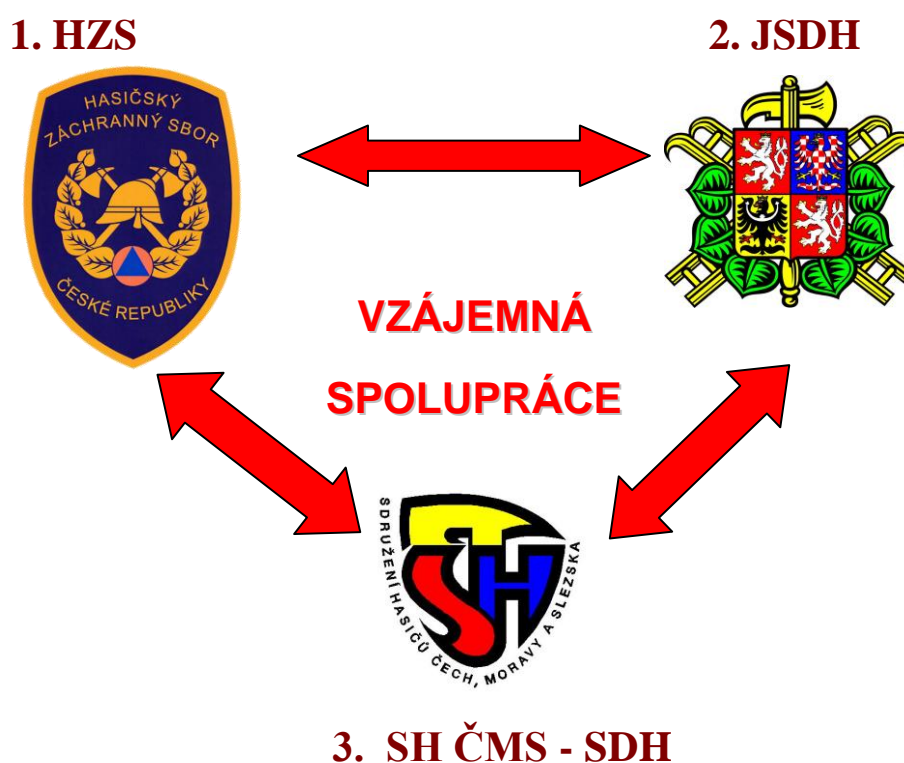 1. HZS
2. JSDH
HASIČSKÝ
ZÁCHRANNÝ SBOR
ČESKÉ REPUBLIKY
VZÁJEMNÁ
SPOLUPRÁCE
SDRUŽENÍ HASIČŮ ČECH, MORAVY A SLEZSKA
SH
3. SH ČMS - SDH